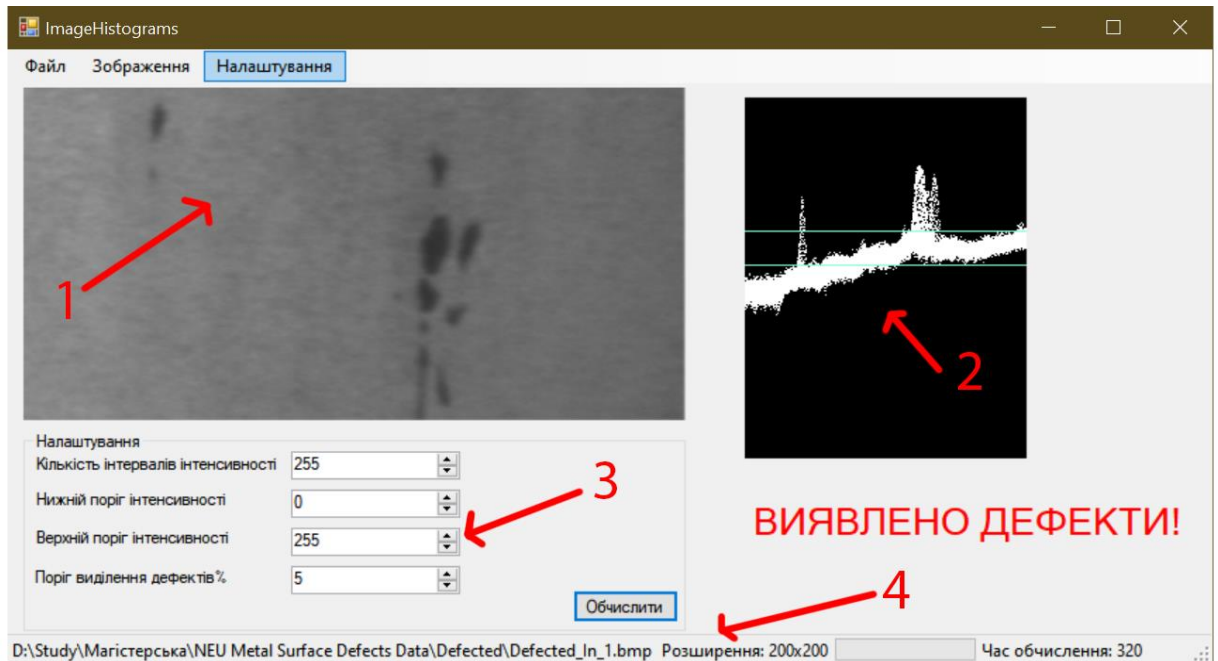 ImageHistograms
Файл Зображення Налаштування
1
2
Налаштування
Кількість інтервалів інтенсивності 255
Нижній поріг інтенсивності 0
Верхній поріг інтенсивності 255
Поріг виділення дефектів% 5
3
Обчислити
ВИЯВЛЕНО ДЕФЕКТИ!
4
D:\Study\Магістерська\NEU Metal Surface Defects Data\Defected\Defected_In_1.bmp Розширення: 200x200 Час обчислення: 320